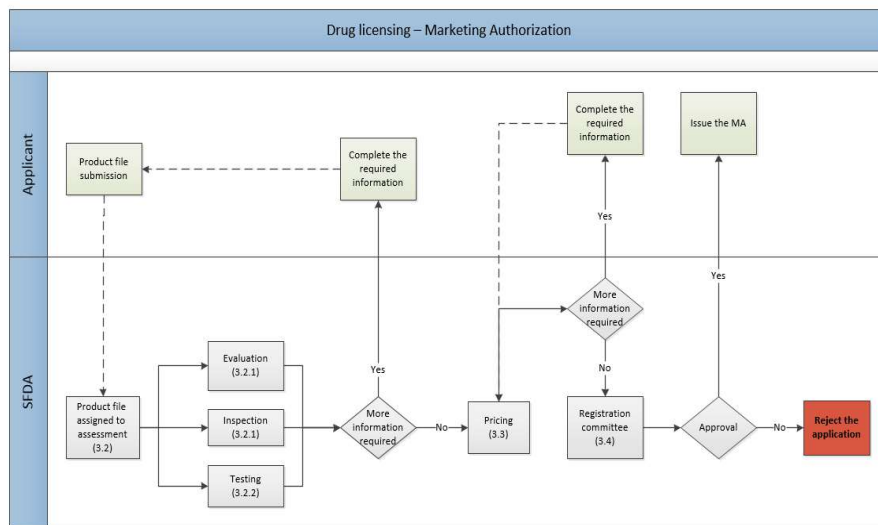 Drug licensing – Marketing Authorization
Applicant
Product file
submission
Complete the
required
information
Complete the
required
information
Issue the MA
Yes
Yes
Yes
SFDA
Product file
assigned to
assessment
(3.2)
Evaluation
(3.2.1)
Inspection
(3.2.1)
Testing
(3.2.2)
More
information
required
No
Pricing
(3.3)
More
information
required
No
Registration
committee
(3.4)
Approval
No
Reject the
application